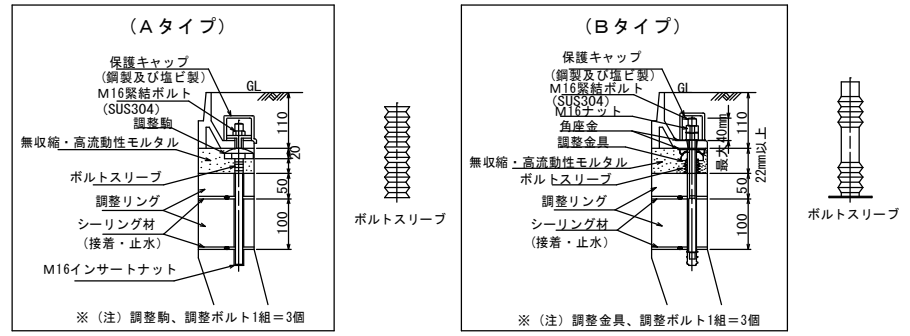 (Aタイプ)
保護キャップ
(鋼製及び塩ビ製)
GL
M16緊結ボルト
(SUS304)
調整駒
無収縮・高流動性モルタル
ボルトスリーブ
調整リング
シーリング材
(接着・止水)
M16インサートナット
110
20
50
100
※(注)調整駒、調整ボルト1組=3個
ボルトスリーブ
(Bタイプ)
保護キャップ
(鋼製及び塩ビ製)
GL
M16緊結ボルト
(SUS304)
M16ナット
角座金
調整金具
無収縮・高流動性モルタル
ボルトスリーブ
調整リング
シーリング材
(接着・止水)
最大40mm
110
22mm以上
50
100
※(注)調整金具、調整ボルト1組=3個
ボルトスリーブ